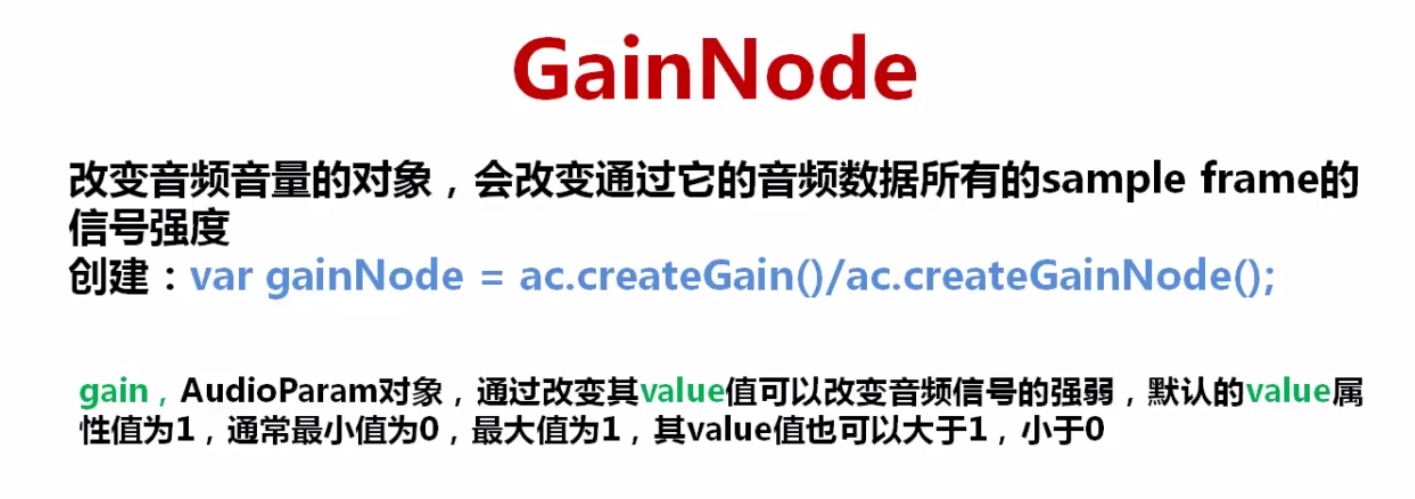 GainNode
改变音频音量的对象，会改变通过它的音频数据所有的sample frame的
信号强度
创建：var gainNode = ac.createGain()/ac.createGainNode();
gain，AudioParam对象，通过改变其value值可以改变音频信号的强弱，默认的value属
性值为1，通常最小值为0，最大值为1，其value值也可以大于1，小于0